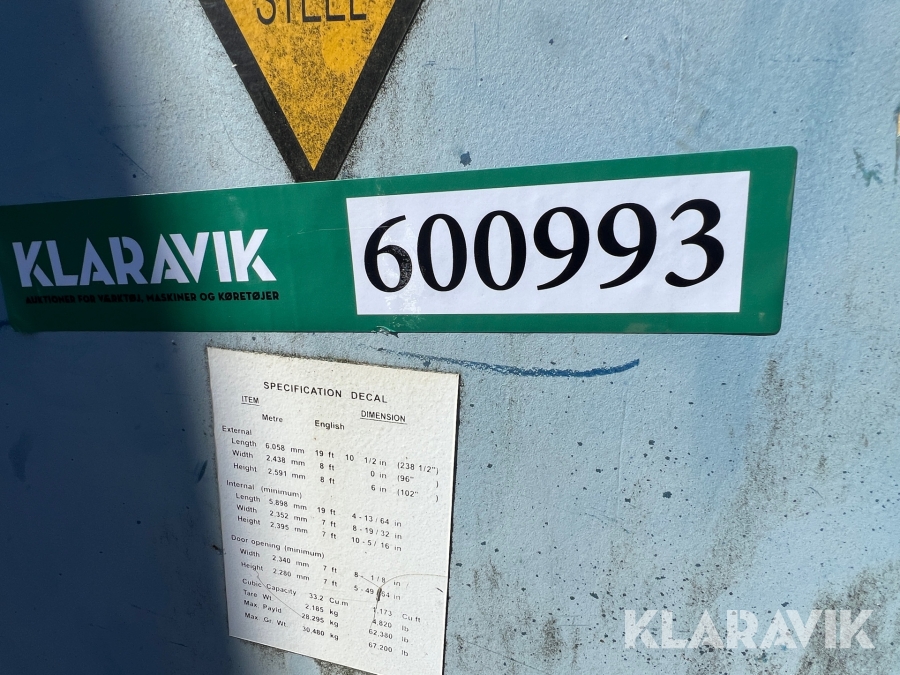 STEEL
KLARAVIK
AUKTIONER FOR VÆRKTØJ, MASKINER OG KØRETØJER
600993
SPECIFICATION DECAL
ITEM DIMENSION
Metre English
External
Length 6.058 mm 19 ft 10 1/2 in (238 1/2")
Width 2.438 mm 8 ft 0 in (96" )
Height 2.591 mm 8 ft 6 in (102" )
Internal (minimum)
Length 5.898 mm 19 ft 4 - 13 / 64 in
Width 2.352 mm 7 ft 8 - 19 / 32 in
Height 2.395 mm 7 ft 10 - 5 / 16 in
Door opening (minimum)
Width 2.340 mm 7 ft 8 - 1/8 in
Height 2.280 mm 7 ft 5 - 49 / 64 in
Cubic Capacity 33.2 Cu.m 1,173 Cu.ft
Tare Wt. 2.185 kg 4,820 lb
Max. Payld 28.295 kg 62,380 lb
Max. Gr. Wt. 30.480 kg 67,200 lb
KLARAVIK